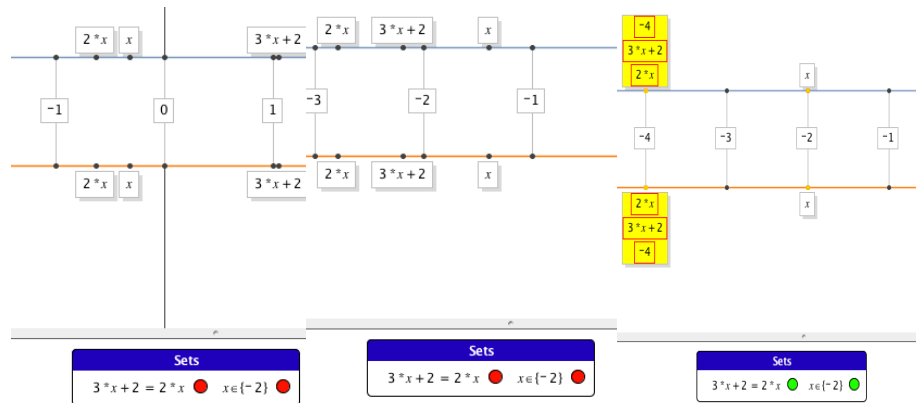 2*x x 3*x+2
-1 0 1
2*x x 3*x+2
Sets
3*x+2 = 2*x x∈{-2}
2*x 3*x+2 x
-3 -2 -1
2*x 3*x+2 x
Sets
3*x+2 = 2*x x∈{-2}
-4
3*x+2
2*x
x
-4 -3 -2 -1
2*x
x
3*x+2
-4
Sets
3*x+2 = 2*x x∈{-2}